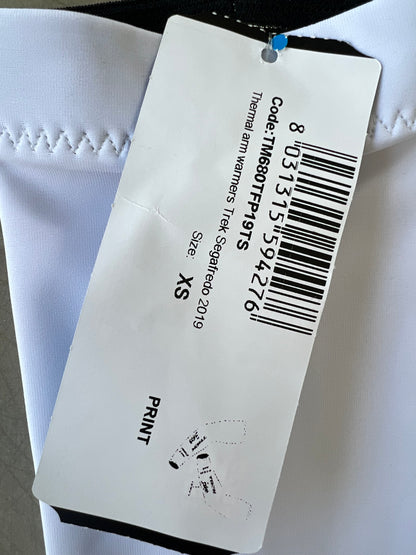 8 031315 594276
Code:TM680TFP19TS
Thermal arm warmers Trek Segafredo 2019
Size: XS
PRINT